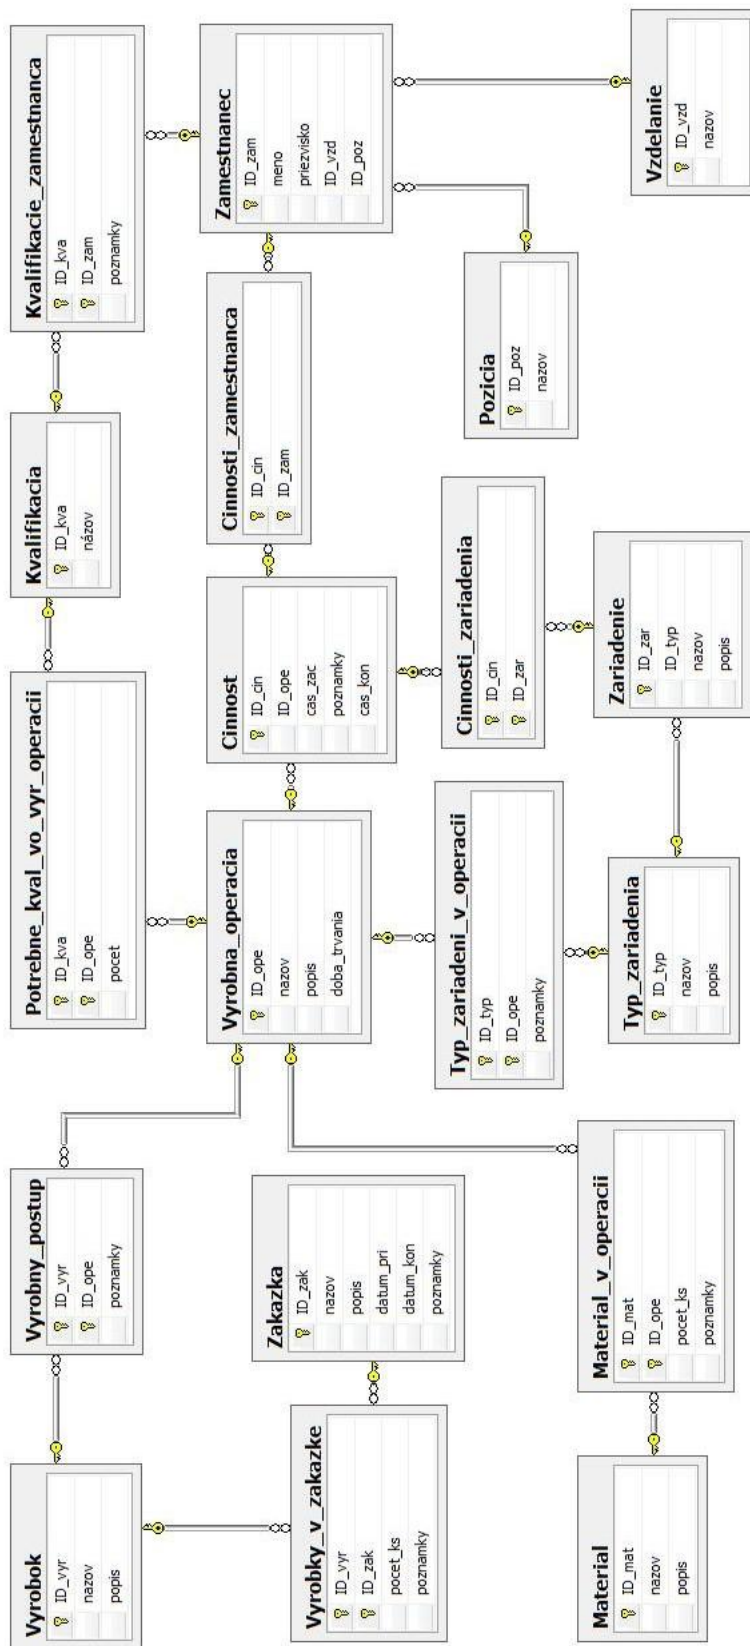 Vyrobok
ID_vyr
nazov
popis
Vyrobny_postup
ID_vyr
ID_ope
poznamky
Potrebne_kval_vo_vyr_operacii
ID_kva
ID_ope
pocet
Kvalifikacia
ID_kva
názov
Kvalifikacie_zamestnanca
ID_kva
ID_zam
poznamky
Vyrobna_operacia
ID_ope
nazov
popis
doba_trvania
Cinnost
ID_cin
ID_ope
cas_zac
poznamky
cas_kon
Cinnosti_zamestnanca
ID_cin
ID_zam
Zamestnanec
ID_zam
meno
priezvisko
ID_vzd
ID_poz
Vyrobky_v_zakazke
ID_vyr
ID_zak
pocet_ks
poznamky
Zakazka
ID_zak
nazov
popis
datum_pri
datum_kon
poznamky
Typ_zariadeni_v_operacii
ID_typ
ID_ope
poznamky
Cinnosti_zariadenia
ID_cin
ID_zar
Pozicia
ID_poz
nazov
Material
ID_mat
nazov
popis
Material_v_operacii
ID_mat
ID_ope
pocet_ks
poznamky
Typ_zariadenia
ID_typ
nazov
popis
Zariadenie
ID_zar
ID_typ
nazov
popis
Vzdelanie
ID_vzd
nazov